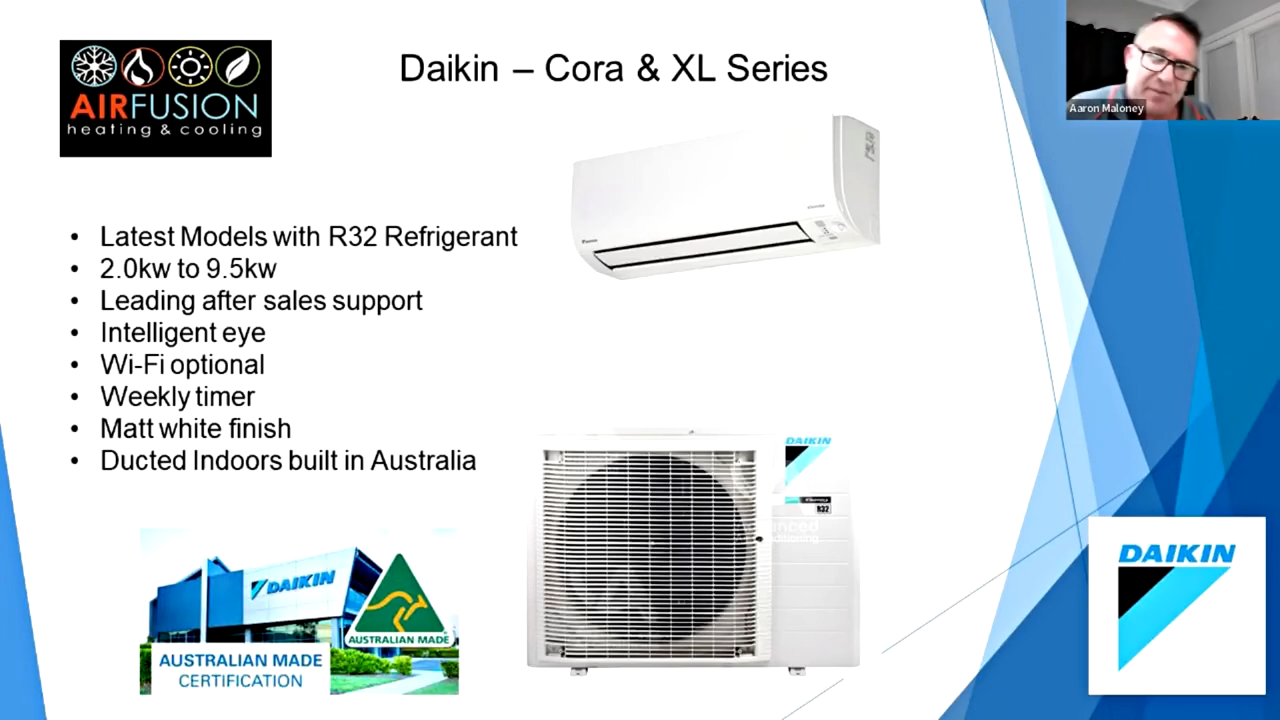 Daikin – Cora & XL Series
AIRFUSION
heating & cooling
Aaron Maloney
• Latest Models with R32 Refrigerant
• 2.0kw to 9.5kw
• Leading after sales support
• Intelligent eye
• Wi-Fi optional
• Weekly timer
• Matt white finish
• Ducted Indoors built in Australia
DAIKIN
R32
DAIKIN
AUSTRALIAN MADE
AUSTRALIAN MADE
CERTIFICATION
DAIKIN